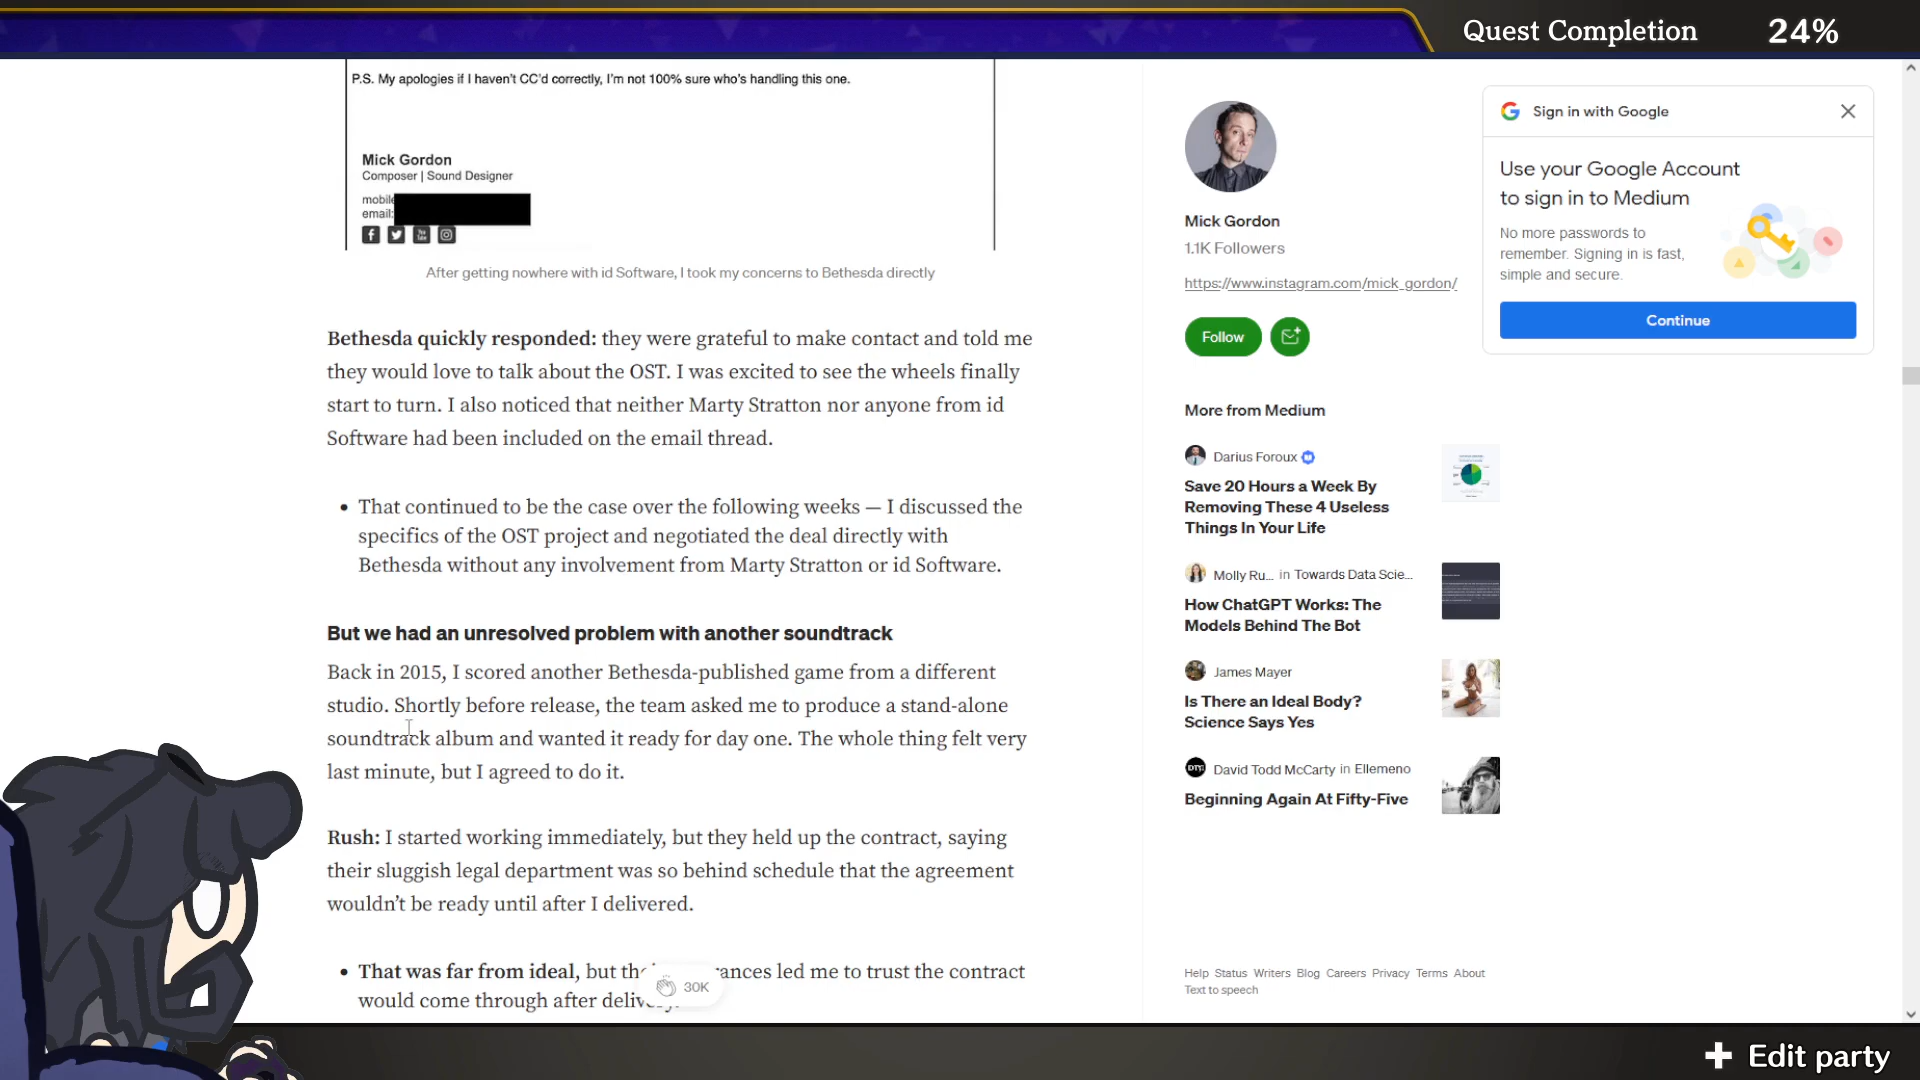 Quest Completion 24%
P.S. My apologies if I haven't CC'd correctly, I'm not 100% sure who's handling this one.
Mick Gordon
Composer | Sound Designer
mobile
email:
After getting nowhere with id Software, I took my concerns to Bethesda directly
Bethesda quickly responded: they were grateful to make contact and told me
they would love to talk about the OST. I was excited to see the wheels finally
start to turn. I also noticed that neither Marty Stratton nor anyone from id
Software had been included on the email thread.
• That continued to be the case over the following weeks — I discussed the
specifics of the OST project and negotiated the deal directly with
Bethesda without any involvement from Marty Stratton or id Software.
But we had an unresolved problem with another soundtrack
Back in 2015, I scored another Bethesda-published game from a different
studio. Shortly before release, the team asked me to produce a stand-alone
soundtrack album and wanted it ready for day one. The whole thing felt very
last minute, but I agreed to do it.
Rush: I started working immediately, but they held up the contract, saying
their sluggish legal department was so behind schedule that the agreement
wouldn't be ready until after I delivered.
• That was far from ideal, but rances led me to trust the contract
would come through after
30K
Mick Gordon
1.1K Followers
https://www.instagram.com/mick_gordon/
Follow
More from Medium
Darius Foroux
Save 20 Hours a Week By
Removing These 4 Useless
Things In Your Life
Molly Ru... in Towards Data Scie...
How ChatGPT Works: The
Models Behind The Bot
James Mayer
Is There an Ideal Body?
Science Says Yes
David Todd McCarty in Ellemeno
Beginning Again At Fifty-Five
Help Status Writers Blog Careers Privacy Terms About
Text to speech
Sign in with Google
Use your Google Account
to sign in to Medium
No more passwords to
remember. Signing in is fast,
simple and secure.
Continue
Edit party